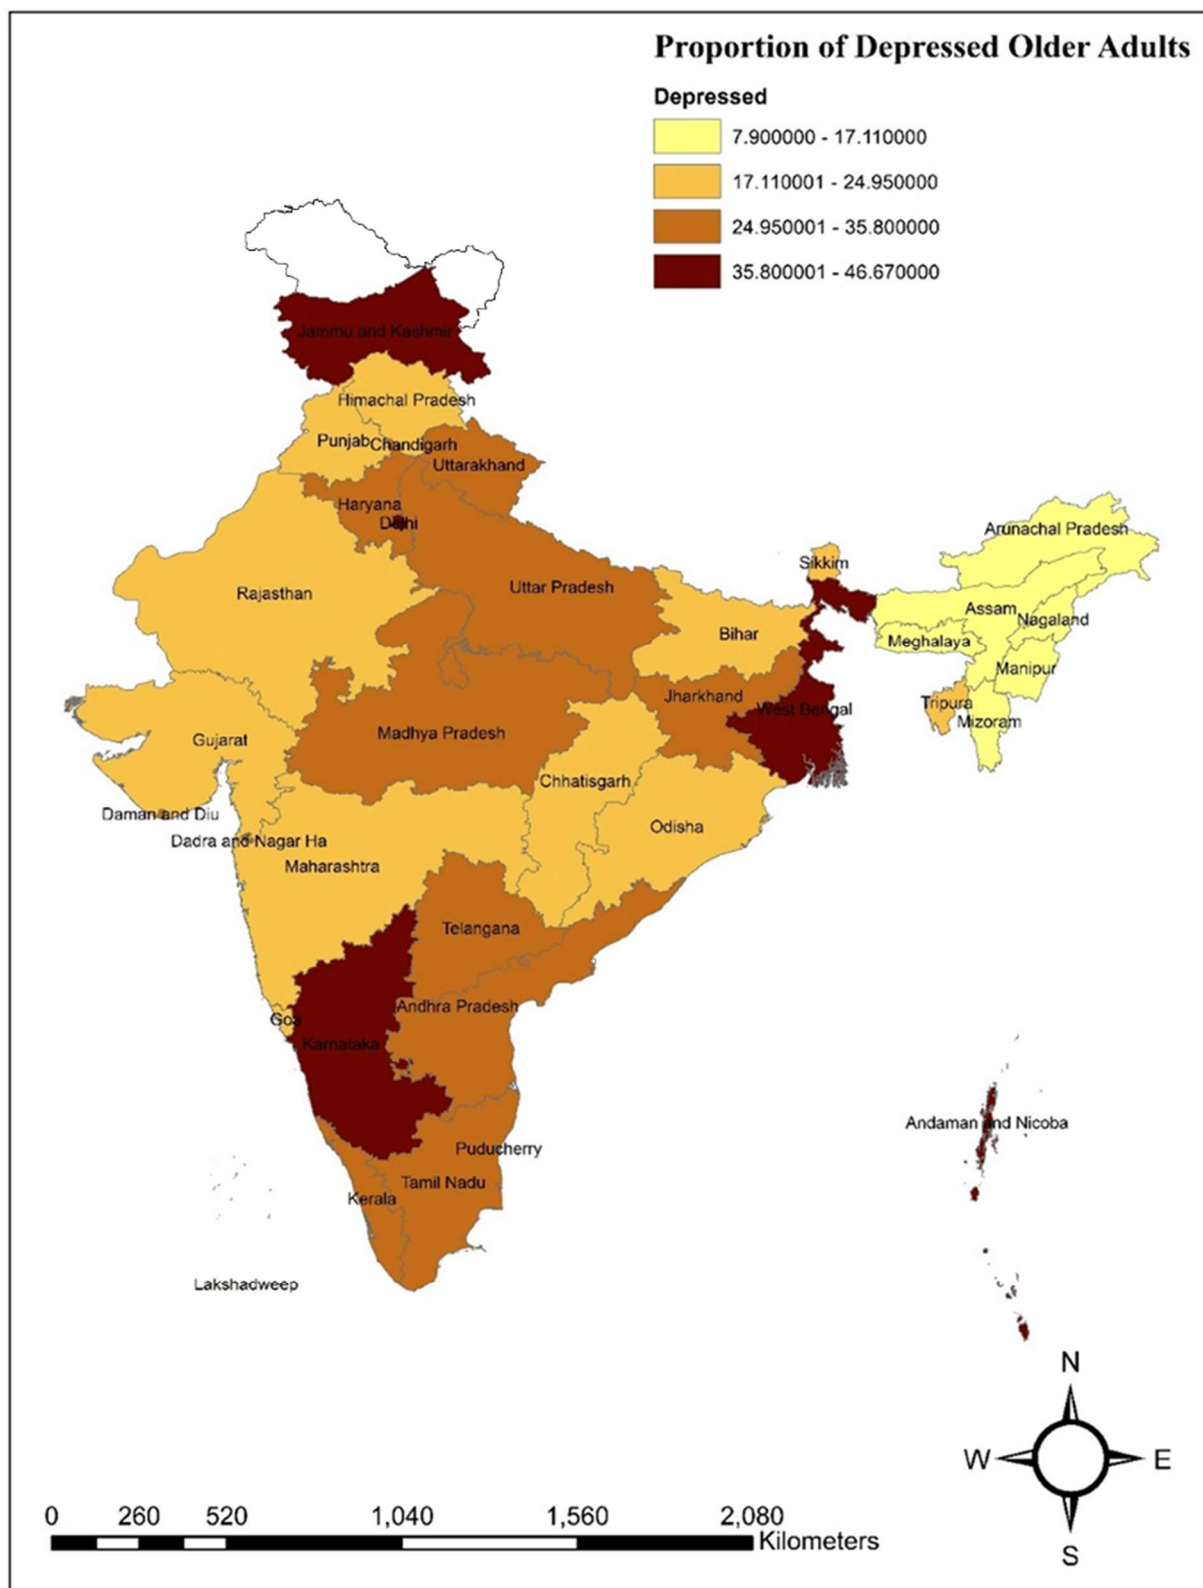 Proportion of Depressed Older Adults
Depressed
7.900000 - 17.110000
17.110001 - 24.950000
24.950001 - 35.800000
35.800001 - 46.670000
Jammu and Kashmir
Himachal Pradesh
Punjab
Chandigarh
Uttarakhand
Haryana
Delhi
Arunachal Pradesh
Sikkim
Uttar Pradesh
Rajasthan
Assam
Nagaland
Bihar
Meghalaya
Manipur
Jharkhand
Tripura
West Bengal
Mizoram
Madhya Pradesh
Gujarat
Chhatisgarh
Daman and Diu
Odisha
Dadra and Nagar Ha
Maharashtra
Telangana
Andhra Pradesh
Goa
Karnataka
Andaman and Nicoba
Puducherry
Tamil Nadu
Kerala
Lakshadweep
N
W
E
S
0 260 520 1,040 1,560 2,080
Kilometers